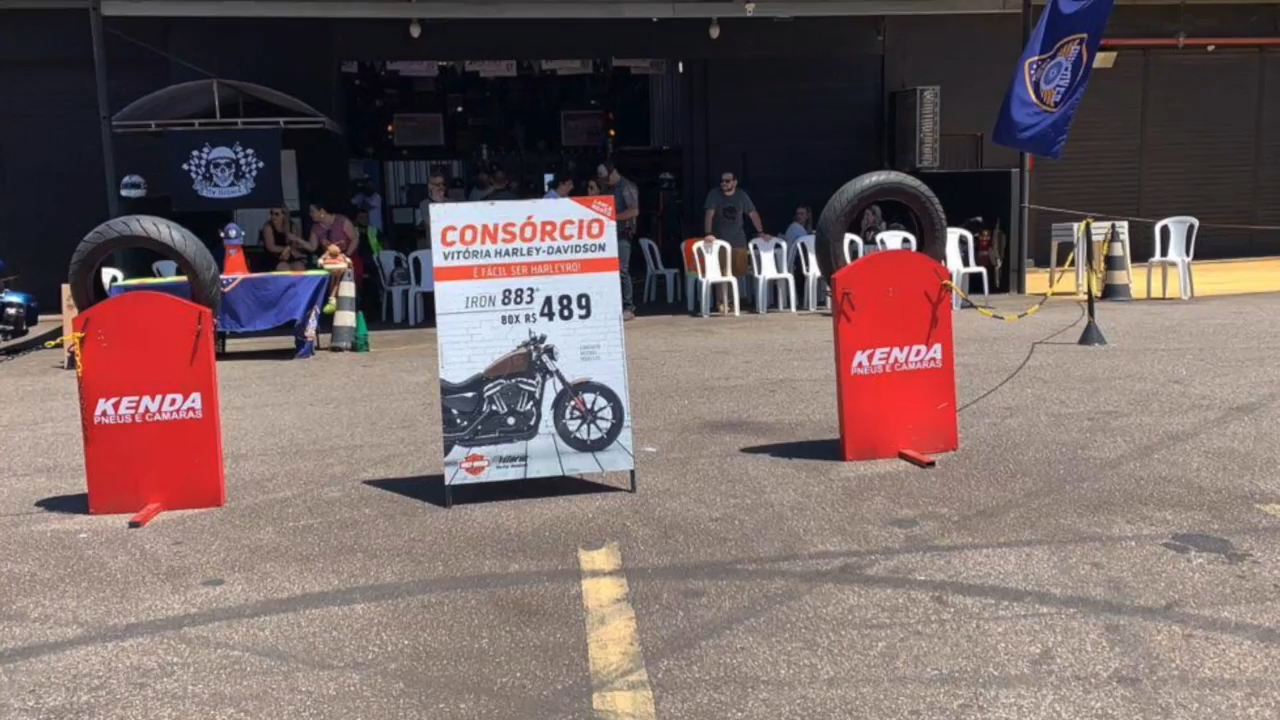 CONSÓRCIO
VITÓRIA HARLEY-DAVIDSON
É FÁCIL SER HARLEYRO!
IRON 883
80X R$ 489
KENDA
PNEUS E CAMARAS
KENDA
PNEUS E CAMARAS